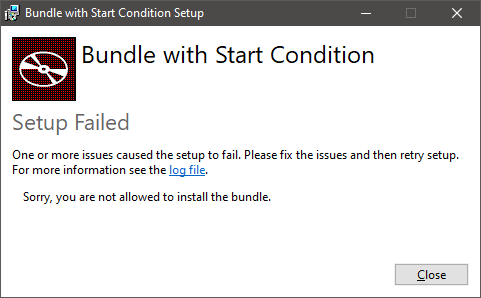 Bundle with Start Condition Setup
Bundle with Start Condition
Setup Failed
One or more issues caused the setup to fail. Please fix the issues and then retry setup.
For more information see the log file.
Sorry, you are not allowed to install the bundle.
Close